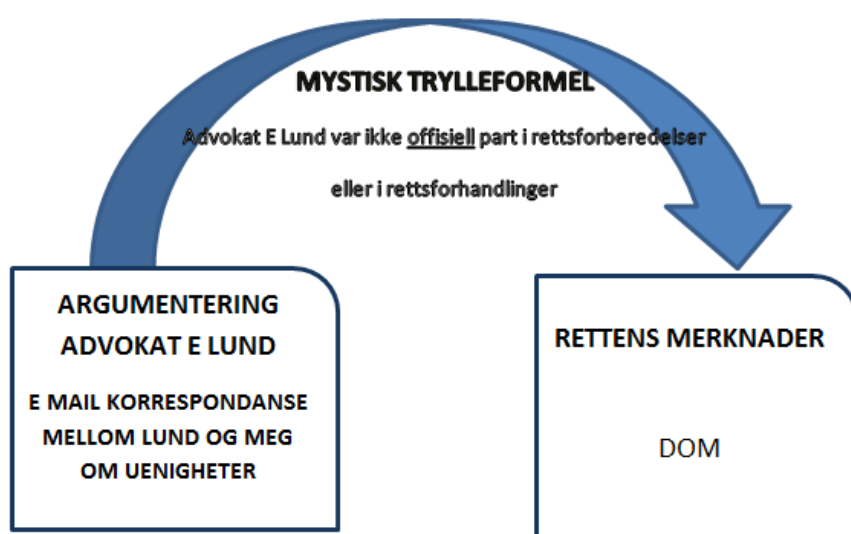 MYSTISK TRYLLEFORMEL
Advokat E Lund var ikke offisiell part i rettsforberedelser
eller i rettsforhandlinger
ARGUMENTERING
ADVOKAT E LUND
E MAIL KORRESPONDANSE
MELLOM LUND OG MEG
OM UENIGHETER
RETTENS MERKNADER
DOM